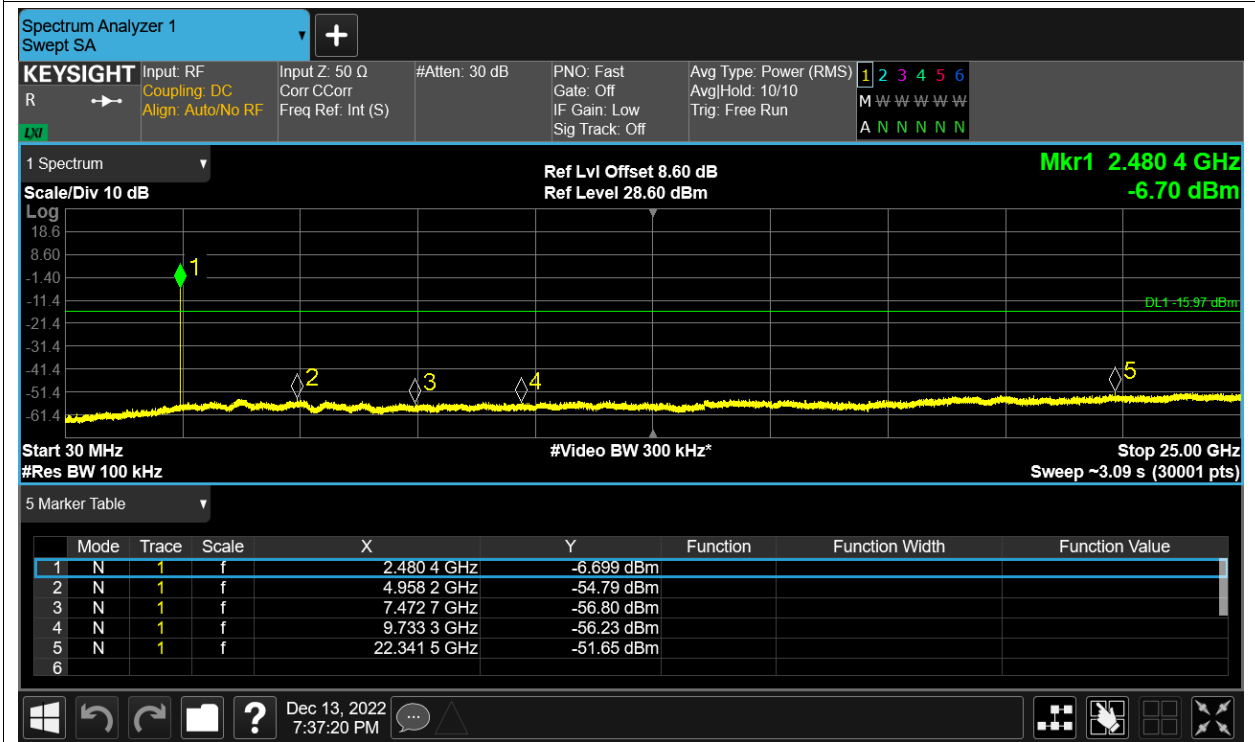 Spectrum Analyzer 1
Swept SA
+
KEYSIGHT Input: RF Input Z: 50 Ω #Atten: 30 dB PNO: Fast Avg Type: Power (RMS) 1 2 3 4 5 6
R Coupling: DC Corr CCorr Gate: Off Avg|Hold: 10/10 M W W W W W
Align: Auto/No RF Freq Ref: Int (S) IF Gain: Low Trig: Free Run
LXI Sig Track: Off A N N N N N
1 Spectrum Ref Lvl Offset 8.60 dB Mkr1 2.480 4 GHz
Scale/Div 10 dB Ref Level 28.60 dBm -6.70 dBm
Log
18.6
8.60
1
-1.40
-11.4 DL1 -15.97 dBm
-21.4
-31.4
-41.4
2 3 4 5
-51.4
-61.4
Start 30 MHz #Video BW 300 kHz* Stop 25.00 GHz
#Res BW 100 kHz Sweep ~3.09 s (30001 pts)
5 Marker Table
Mode Trace Scale X Y Function Function Width Function Value
1 N 1 f 2.480 4 GHz -6.699 dBm
2 N 1 f 4.958 2 GHz -54.79 dBm
3 N 1 f 7.472 7 GHz -56.80 dBm
4 N 1 f 9.733 3 GHz -56.23 dBm
5 N 1 f 22.341 5 GHz -51.65 dBm
6
? Dec 13, 2022
7:37:20 PM